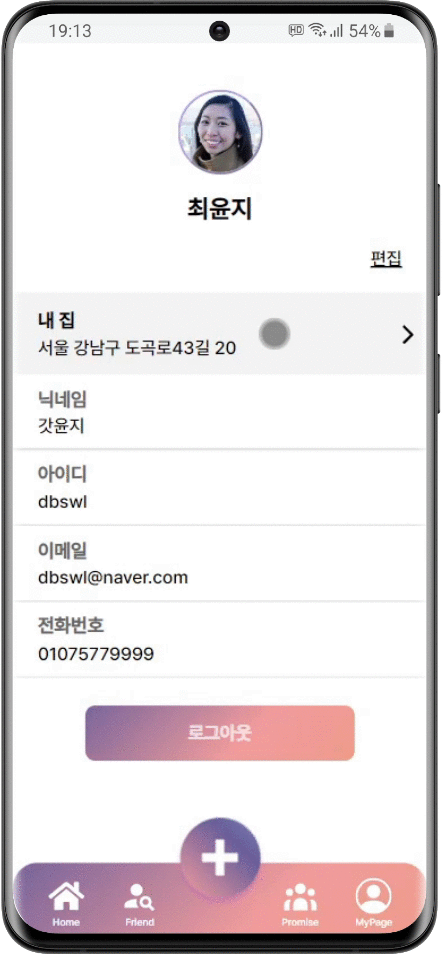 19:13
HD 54%
최윤지
편집
내 집
서울 강남구 도곡로43길 20
닉네임
갓윤지
아이디
dbswl
이메일
dbswl@naver.com
전화번호
01075779999
로그아웃
Home
Friend
Promise
MyPage